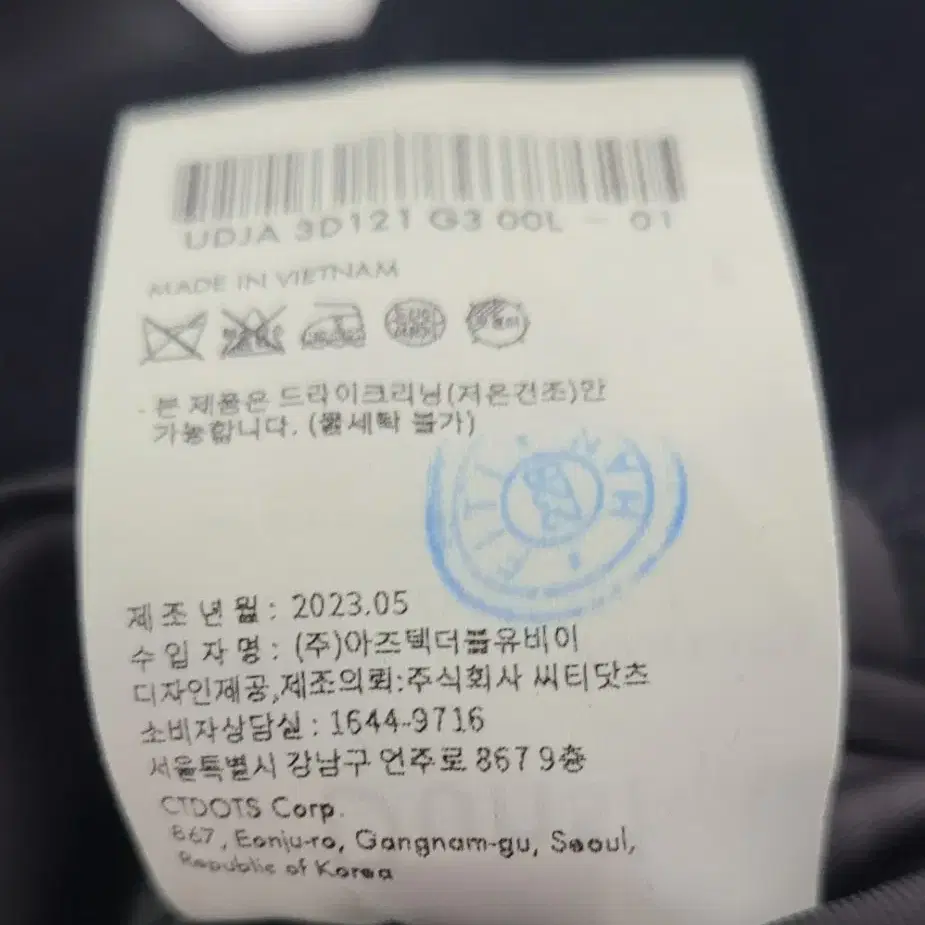 UDJA 3D121 G3 00L - 01
MADE IN VIETNAM
. 본 제품은 드라이크리닝(저온건조)만
가능합니다. (물세탁 불가)
제 조 년 월 : 2023.05
수 입 자 명 : (주)아즈텍더블유비이
디자인제공,제조의뢰:주식회사 씨티닷츠
소비자상담실 : 1644-9716
서울특별시 강남구 언주로 867 9층
CTDOTS Corp.
867, Eonju-ro, Gangnam-gu, Seoul,
Republic of Korea